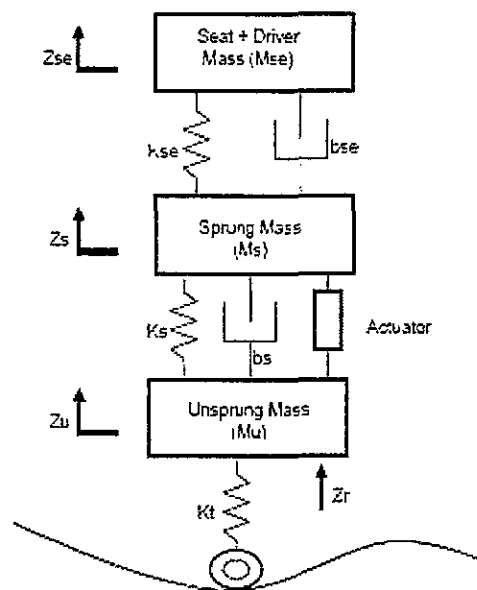 Seat + Driver
Mass (Mse)
Zse
Kse
bse
Sprung Mass
(Ms)
Zs
Ks
bs
Actuator
Unsprung Mass
(Mu)
Zu
Zr
Kt